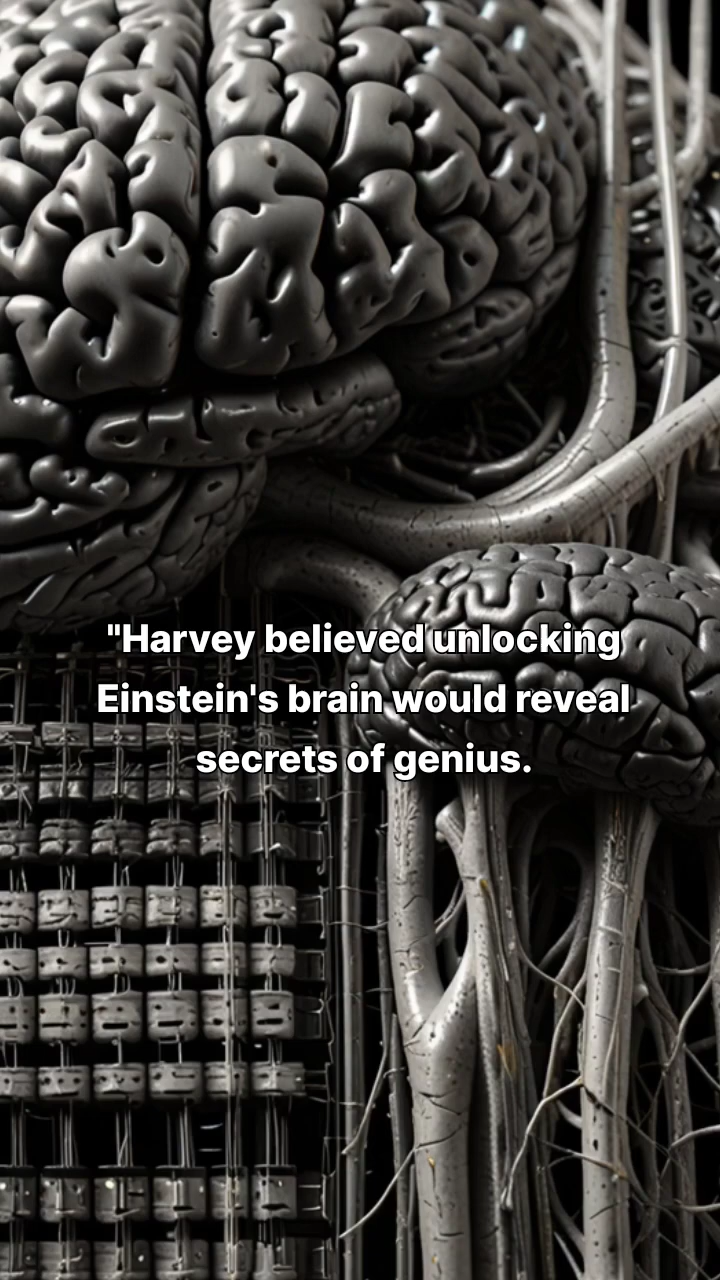 "Harvey believed unlocking
Einstein's brain would reveal
secrets of genius.